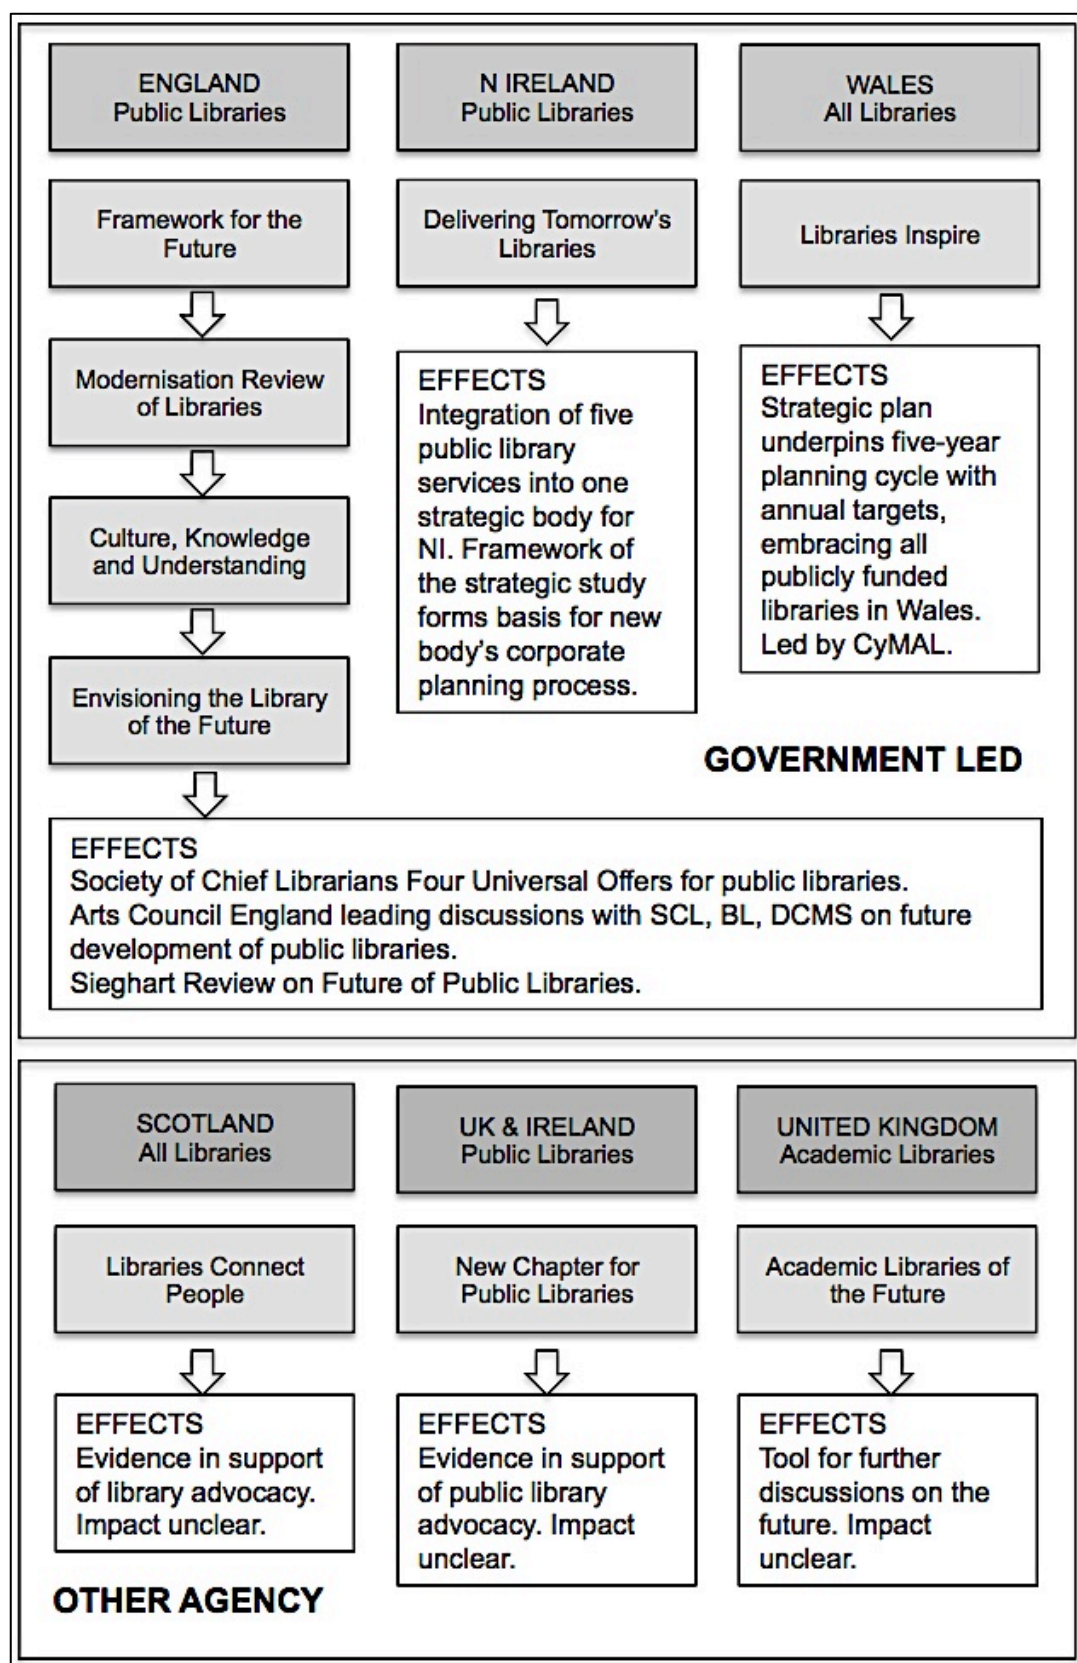 ENGLAND
Public Libraries
N IRELAND
Public Libraries
WALES
All Libraries
Framework for the
Future
Delivering Tomorrow's
Libraries
Libraries Inspire
Modernisation Review
of Libraries
Culture, Knowledge
and Understanding
Envisioning the Library
of the Future
EFFECTS
Integration of five
public library
services into one
strategic body for
NI. Framework of
the strategic study
forms basis for new
body's corporate
planning process.
EFFECTS
Strategic plan
underpins five-year
planning cycle with
annual targets,
embracing all
publicly funded
libraries in Wales.
Led by CyMAL.
GOVERNMENT LED
EFFECTS
Society of Chief Librarians Four Universal Offers for public libraries.
Arts Council England leading discussions with SCL, BL, DCMS on future
development of public libraries.
Sieghart Review on Future of Public Libraries.
SCOTLAND
All Libraries
UK & IRELAND
Public Libraries
UNITED KINGDOM
Academic Libraries
Libraries Connect
People
New Chapter for
Public Libraries
Academic Libraries of
the Future
EFFECTS
Evidence in support
of library advocacy.
Impact unclear.
EFFECTS
Evidence in support
of public library
advocacy. Impact
unclear.
EFFECTS
Tool for further
discussions on the
future. Impact
unclear.
OTHER AGENCY